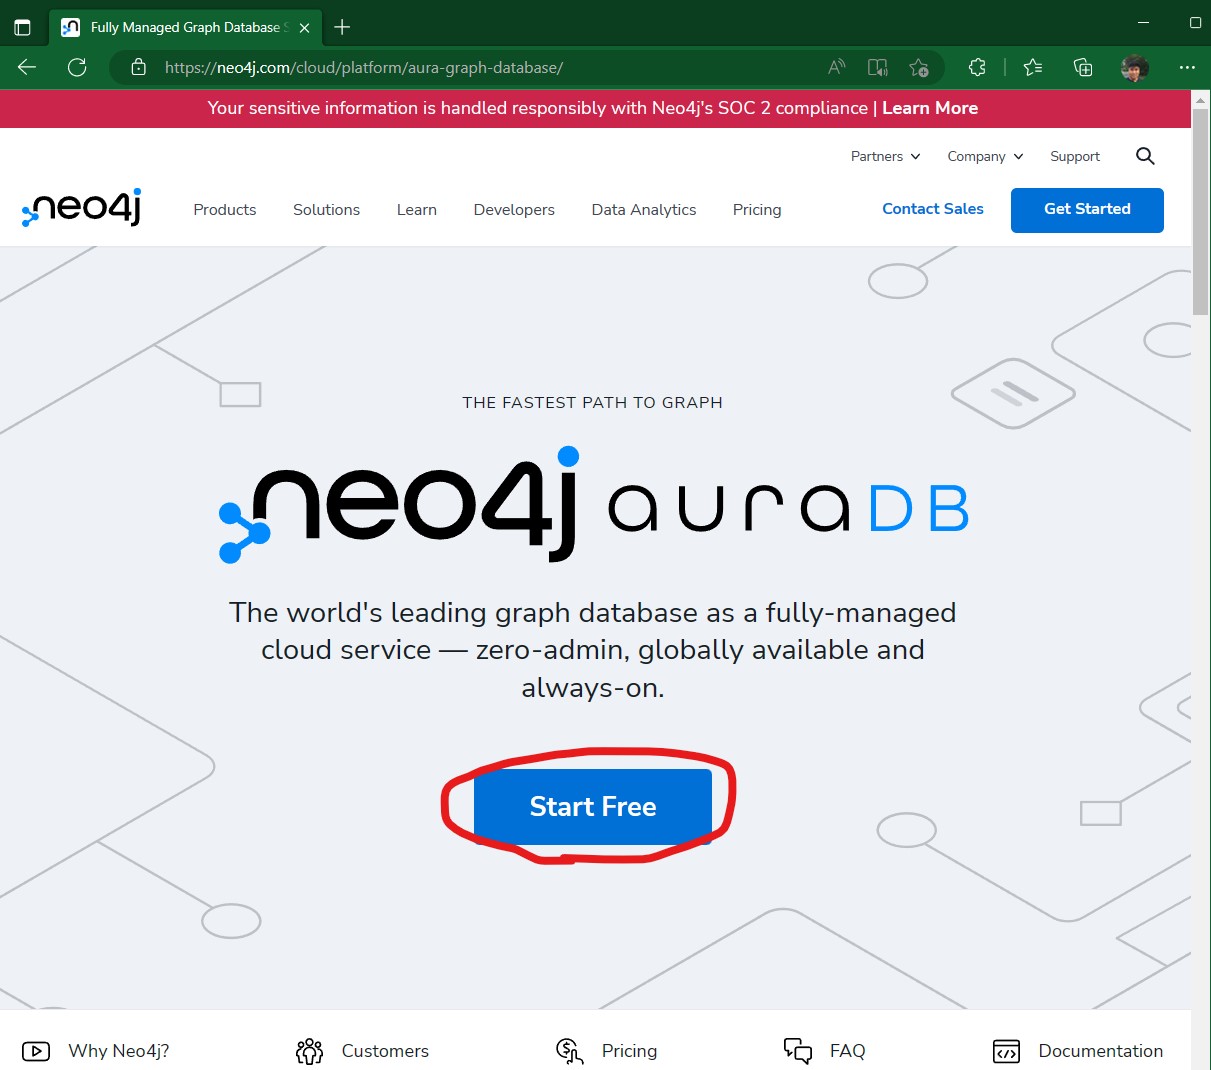 Fully Managed Graph Database S
https://neo4j.com/cloud/platform/aura-graph-database/
Your sensitive information is handled responsibly with Neo4j's SOC 2 compliance | Learn More
Partners Company Support
neo4j Products Solutions Learn Developers Data Analytics Pricing Contact Sales Get Started
THE FASTEST PATH TO GRAPH
neo4j auraDB
The world's leading graph database as a fully-managed
cloud service — zero-admin, globally available and
always-on.
Start Free
Why Neo4j? Customers Pricing FAQ Documentation